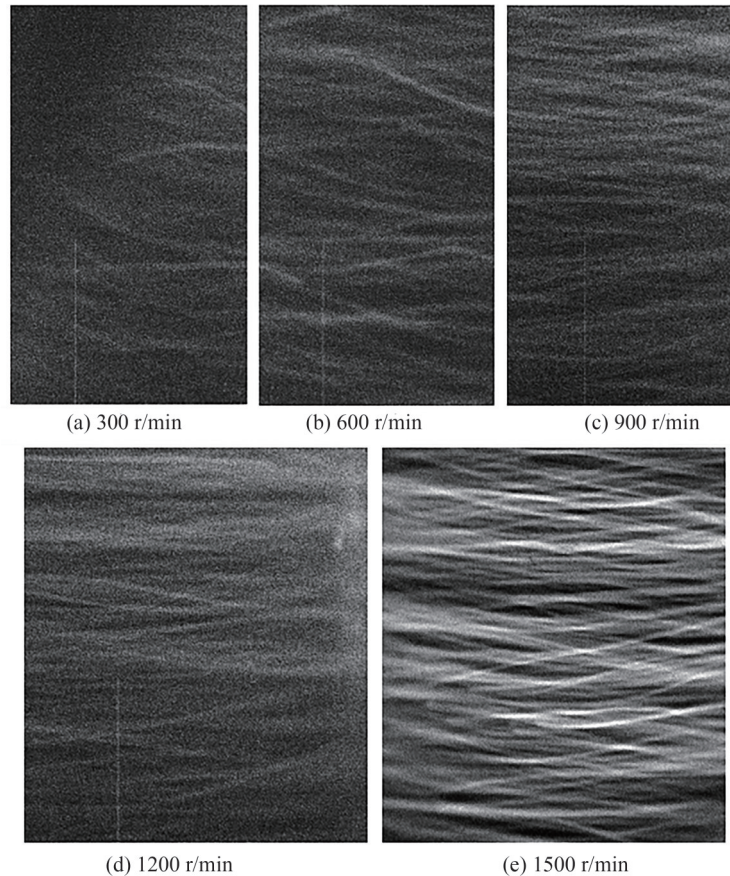 (a) 300 r/min
(b) 600 r/min
(c) 900 r/min
(d) 1200 r/min
(e) 1500 r/min